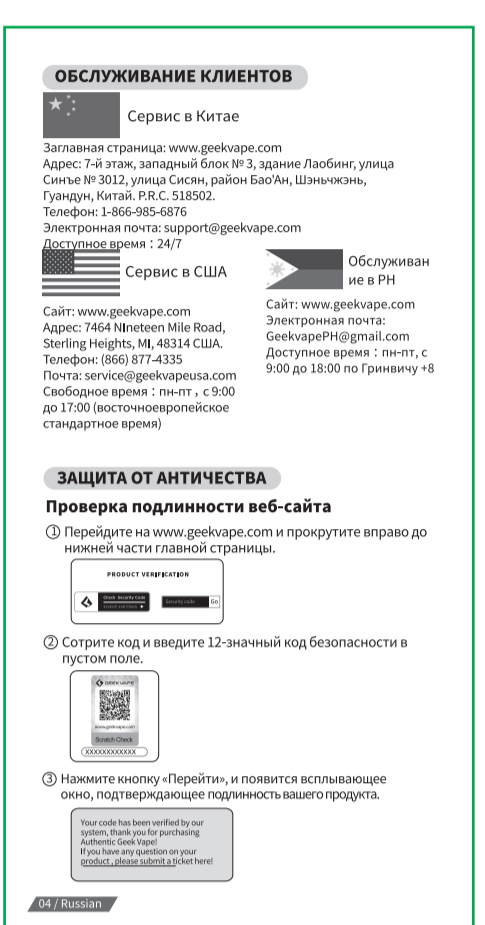 ОБСЛУЖИВАНИЕ КЛИЕНТОВ
Сервис в Китае
Заглавная страница: www.geekvape.com
Адрес: 7-й этаж, западный блок № 3, здание Лаобинг, улица
Синъе № 3012, улица Сисян, район Бао'Ан, Шэньчжэнь,
Гуандун, Китай. P.R.C. 518502.
Телефон: 1-866-985-6876
Электронная почта: support@geekvape.com
Доступное время：24/7
Сервис в США
Сайт: www.geekvape.com
Адрес: 7464 NIneteen Mile Road,
Sterling Heights, MI, 48314 США.
Телефон: (866) 877-4335
Почта: service@geekvapeusa.com
Свободное время：пн-пт，с 9:00
до 17:00 (восточноевропейское
стандартное время)
Обслуживан
ие в PH
Сайт: www.geekvape.com
Электронная почта:
GeekvapePH@gmail.com
Доступное время：пн-пт, с
9:00 до 18:00 по Гринвичу +8
ЗАЩИТА ОТ АНТИЧЕСТВА
Проверка подлинности веб-сайта
① Перейдите на www.geekvape.com и прокрутите вправо до
нижней части главной страницы.
PRODUCT VERIFICATION
Check Security Code
Security code
Go
② Сотрите код и введите 12-значный код безопасности в
пустом поле.
GEEK VAPE
www.geekvape.com
Scratch Check
XXXXXXXXXXXX
③ Нажмите кнопку «Перейти», и появится всплывающее
окно, подтверждающее подлинность вашего продукта.
Your code has been verified by our
system, thank you for purchasing
Authentic Geek Vape!
If you have any question on your
product , please submit a ticket here!
04 / Russian